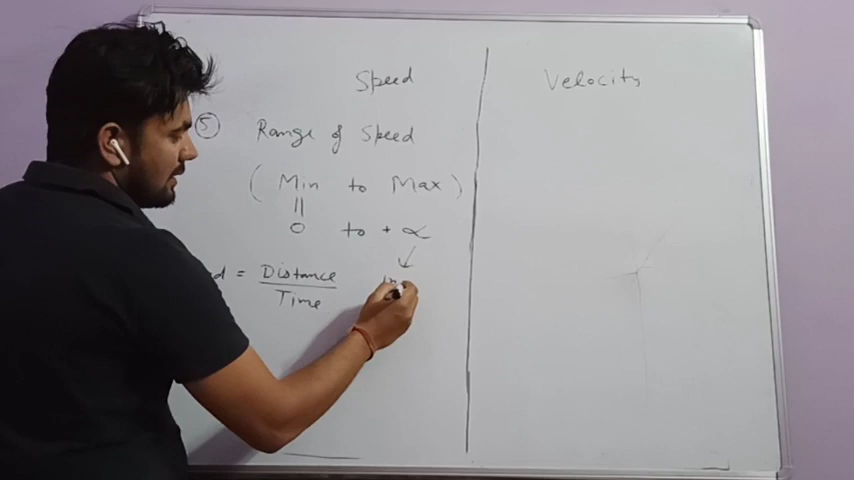 Speed
Velocity
5 Range of Speed
( Min to Max )
||
0 to + ∝
↓
= Distance
Time